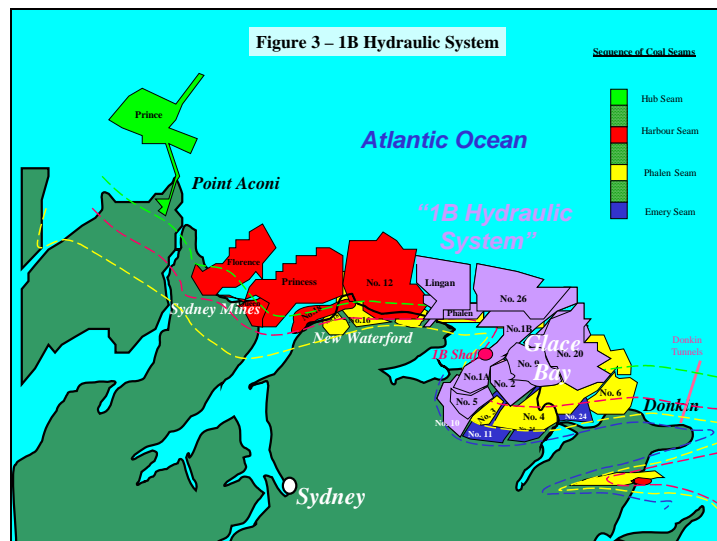 Figure 3 – 1B Hydraulic System
Sequence of Coal Seams
Hub Seam
Harbour Seam
Phalen Seam
Emery Seam
Prince
Atlantic Ocean
Point Aconi
“1B Hydraulic
System”
Florence
Princess
No. 12
Lingan
No. 26
Sydney Mines
No. 16
Phalen
New Waterford
No.1B
Glace
Bay
1B Shaft
No. 9
No. 20
Donkin
Tunnels
No.1A
No. 2
No. 5
No. 6
No. 3
No. 4
No. 24
Donkin
No. 10
No. 11
Sydney